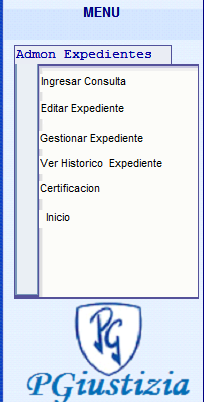 MENU
Admon Expedientes
Ingresar Consulta
Editar Expediente
Gestionar Expediente
Ver Historico Expediente
Certificacion
Inicio
PG
PGiustizia